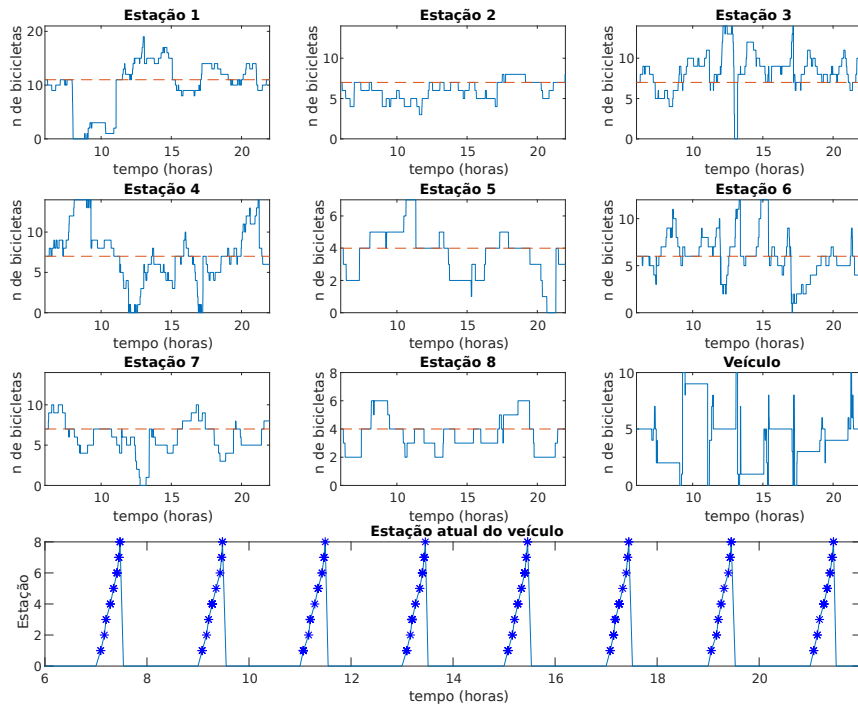 Estação 1
n de bicicletas
20
10
0
10 15 20
tempo (horas)
Estação 2
n de bicicletas
10
5
0
10 15 20
tempo (horas)
Estação 3
n de bicicletas
10
5
0
10 15 20
tempo (horas)
Estação 4
n de bicicletas
10
5
0
10 15 20
tempo (horas)
Estação 5
n de bicicletas
6
4
2
0
10 15 20
tempo (horas)
Estação 6
n de bicicletas
10
5
0
10 15 20
tempo (horas)
Estação 7
n de bicicletas
10
5
0
10 15 20
tempo (horas)
Estação 8
n de bicicletas
8
6
4
2
0
10 15 20
tempo (horas)
Veículo
n de bicicletas
10
5
0
10 15 20
tempo (horas)
Estação atual do veículo
Estação
8
6
4
2
0
6 8 10 12 14 16 18 20 22
tempo (horas)